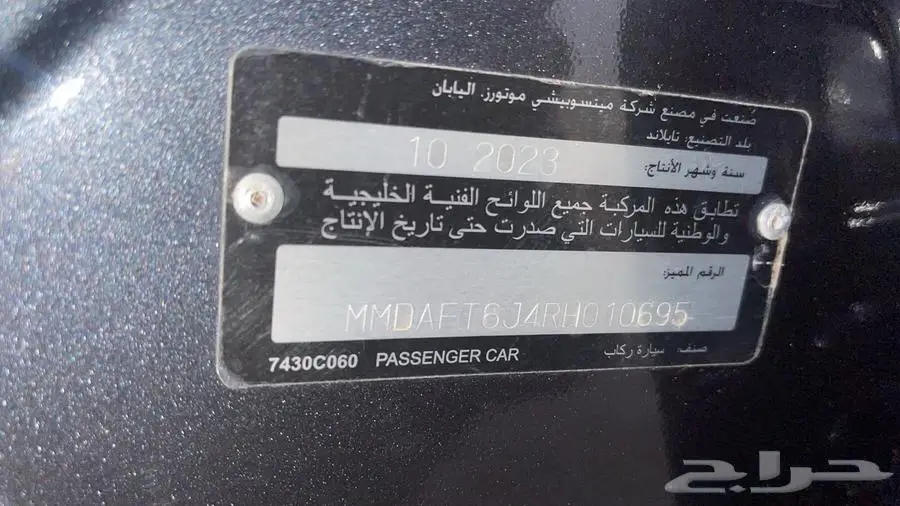 صنعت في مصنع شركة ميتسوبيشي موتورز. اليابان
بلد التصنيع: تايلاند
سنة وشهر الأنتاج: 2023 10
تطابق هذه المركبة جميع اللوائح الفنية الخليجية
والوطنية للسيارات التي صدرت حتى تاريخ الإنتاج
الرقم المميز:
MMDAFT6J4RH010695
صنف: سيارة ركاب
7430C060 PASSENGER CAR
حراج